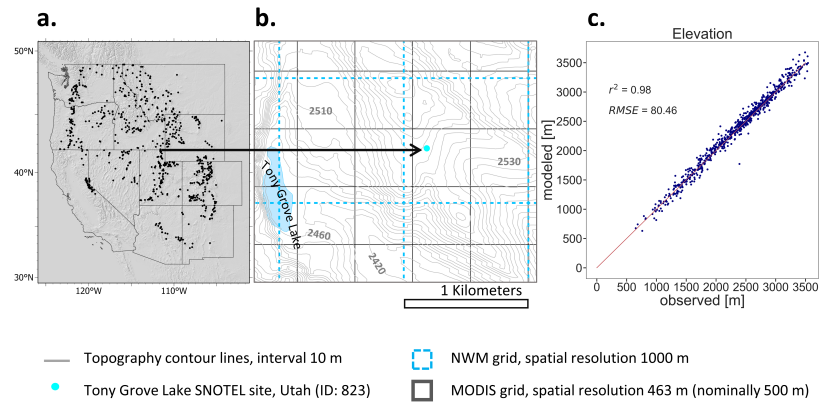 a.
b.
c.
50°N
40°N
30°N
120°W
110°W
2510
2530
2460
2420
Tony Grove Lake
1 Kilometers
Elevation
r² = 0.98
RMSE = 80.46
modeled [m]
3500
3000
2500
2000
1500
1000
500
0
0 500 1000 1500 2000 2500 3000 3500
observed [m]
Topography contour lines, interval 10 m
NWM grid, spatial resolution 1000 m
Tony Grove Lake SNOTEL site, Utah (ID: 823)
MODIS grid, spatial resolution 463 m (nominally 500 m)